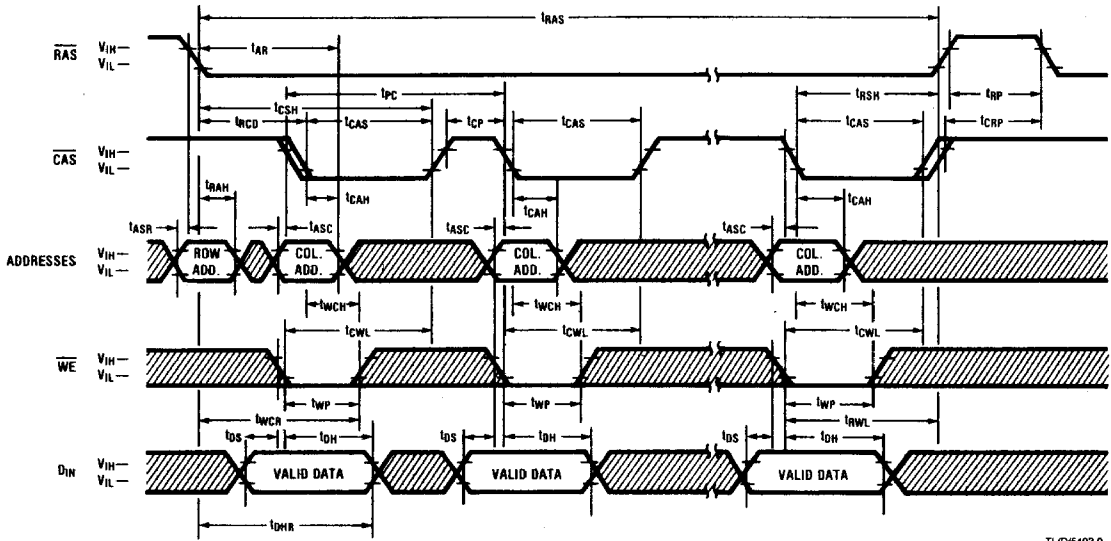 tRAS
RAS VIH— VIL—
tAR
tPC
tCSH
tRSH
tRP
tRCD tCAS tCP tCAS tCAS tCRP
CAS VIH— VIL—
tRAH tCAH tCAH tCAH
tASR tASC tASC tASC
ADDRESSES VIH— VIL—
ROW ADD. COL. ADD. COL. ADD. COL. ADD.
tWCH tWCH tWCH
tCWL tCWL tCWL
WE VIH— VIL—
tWP tWP tWP
tWCR tRWL
tDS tDH tDS tDH tDS tDH
DIN VIH— VIL—
VALID DATA VALID DATA VALID DATA
tDHR